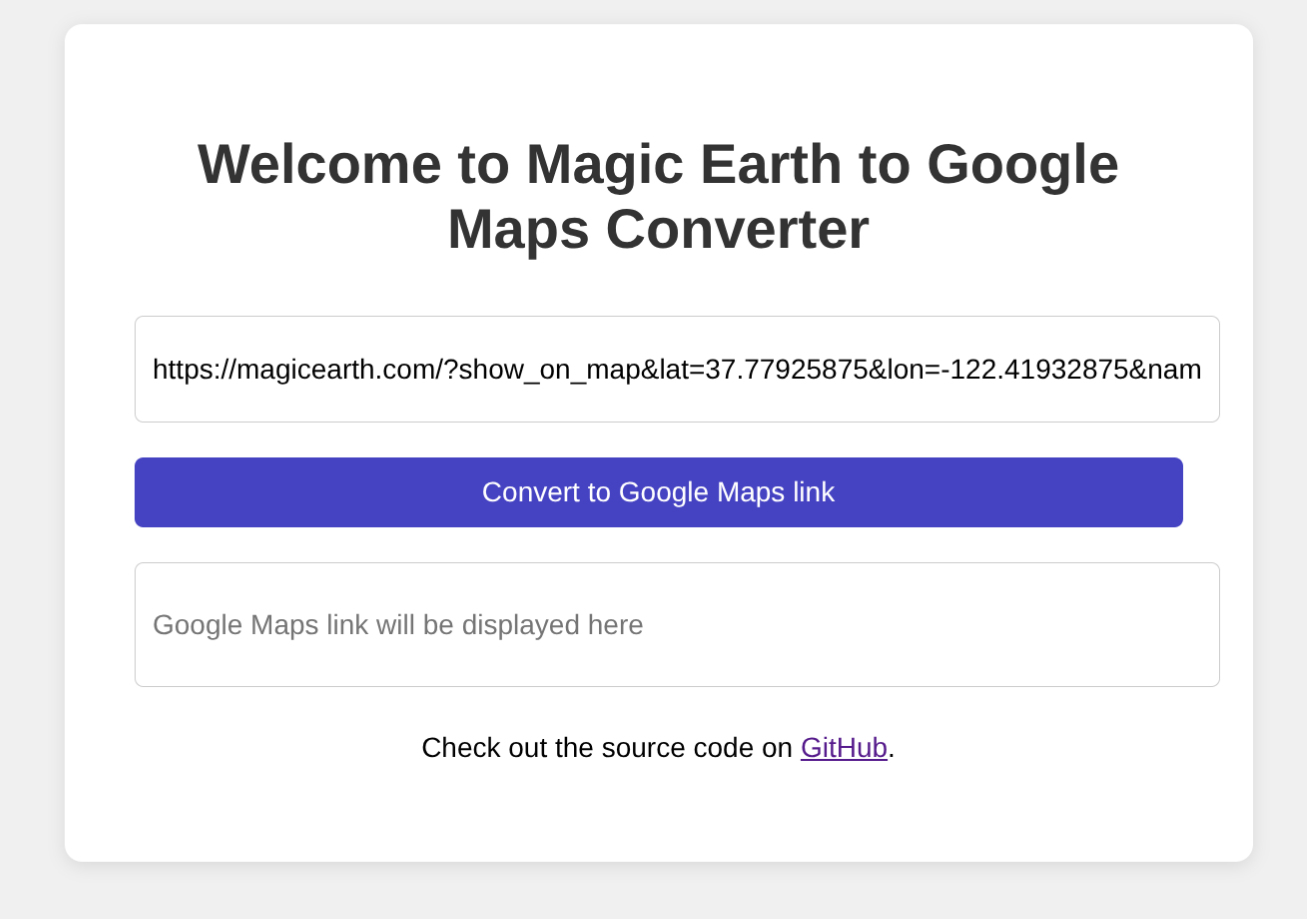 Welcome to Magic Earth to Google
Maps Converter
https://magicearth.com/?show_on_map&lat=37.77925875&lon=-122.41932875&nam
Convert to Google Maps link
Google Maps link will be displayed here
Check out the source code on GitHub.